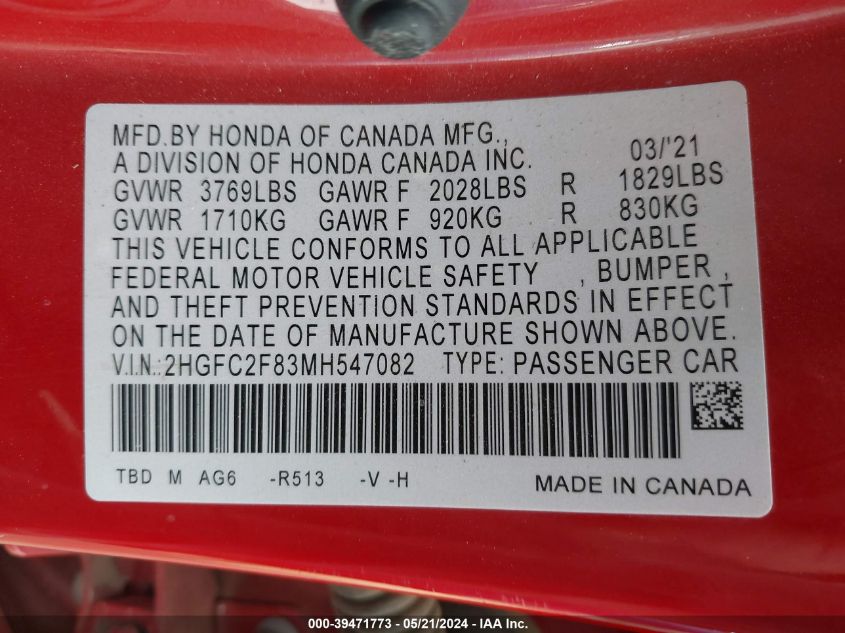 MFD.BY HONDA OF CANADA MFG.,
A DIVISION OF HONDA CANADA INC. 03/'21
GVWR 3769LBS GAWR F 2028LBS R 1829LBS
GVWR 1710KG GAWR F 920KG R 830KG
THIS VEHICLE CONFORMS TO ALL APPLICABLE
FEDERAL MOTOR VEHICLE SAFETY , BUMPER ,
AND THEFT PREVENTION STANDARDS IN EFFECT
ON THE DATE OF MANUFACTURE SHOWN ABOVE.
V.I.N.:2HGFC2F83MH547082 TYPE: PASSENGER CAR
TBD M AG6 -R513 -V -H MADE IN CANADA
000-39471773 - 05/21/2024 - IAA Inc.